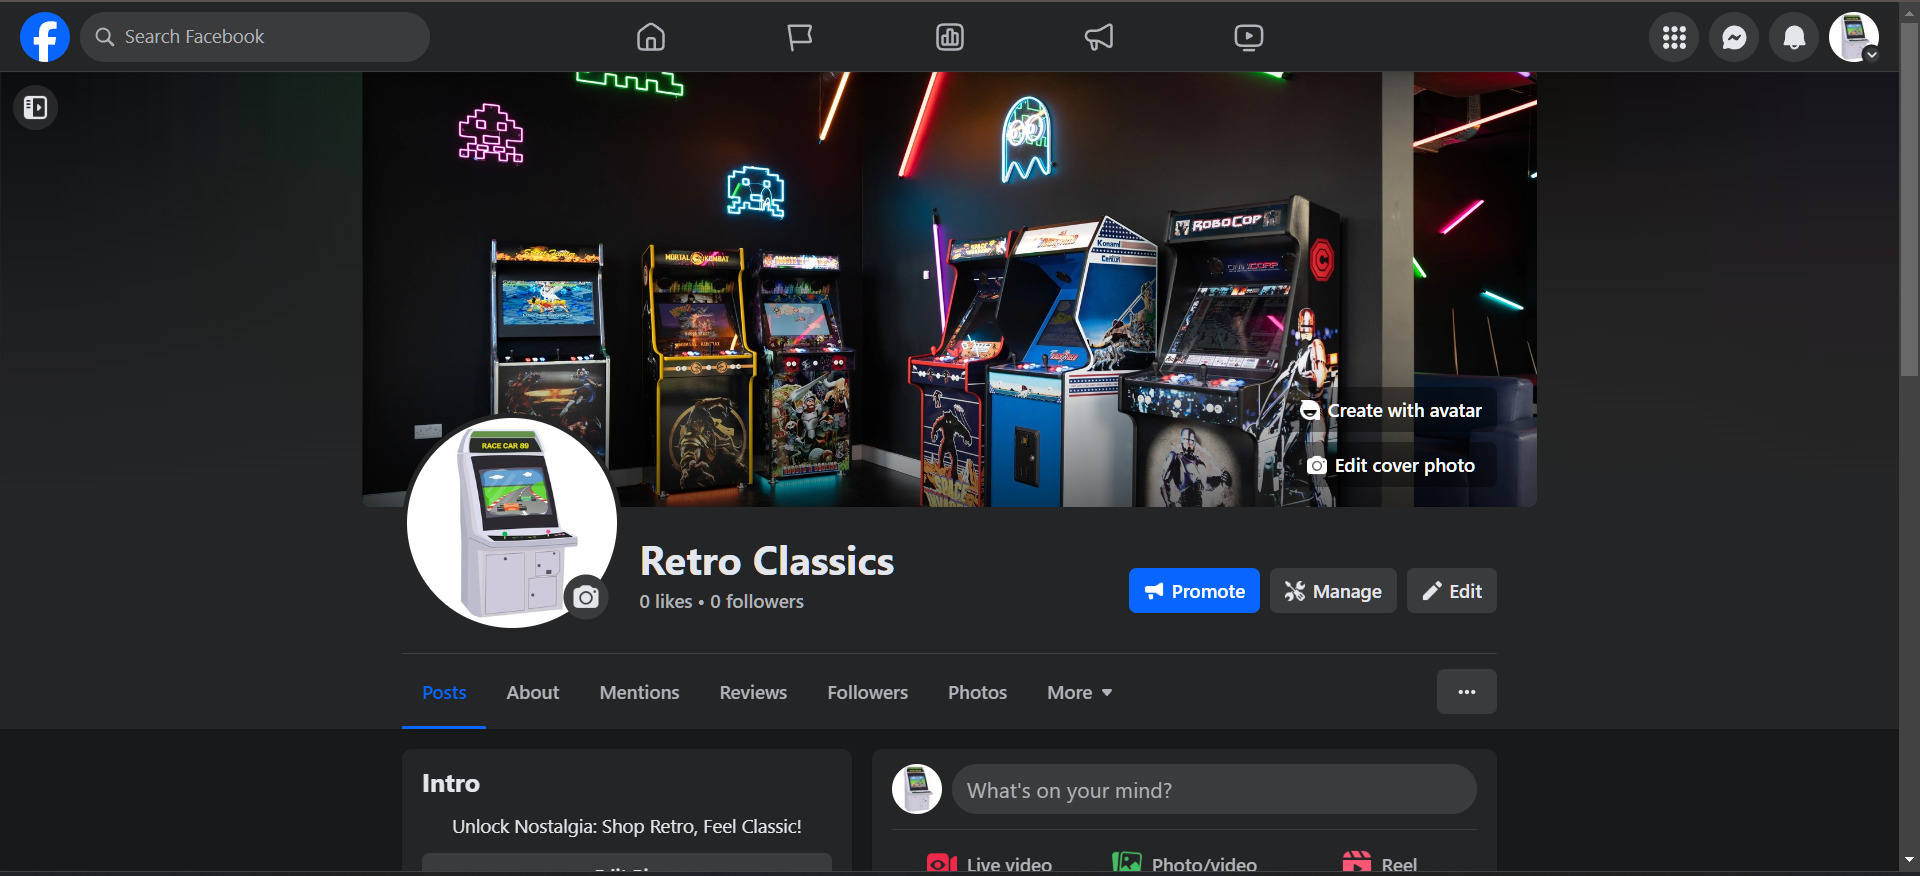 Search Facebook
MORTAL KOMBAT
ROBOCOP
Konami
Centuri
SPACE
Create with avatar
Edit cover photo
RACE CAR 89
Retro Classics
0 likes • 0 followers
Promote
Manage
Edit
Posts
About
Mentions
Reviews
Followers
Photos
More
Intro
Unlock Nostalgia: Shop Retro, Feel Classic!
What's on your mind?
Live video
Photo/video
Reel